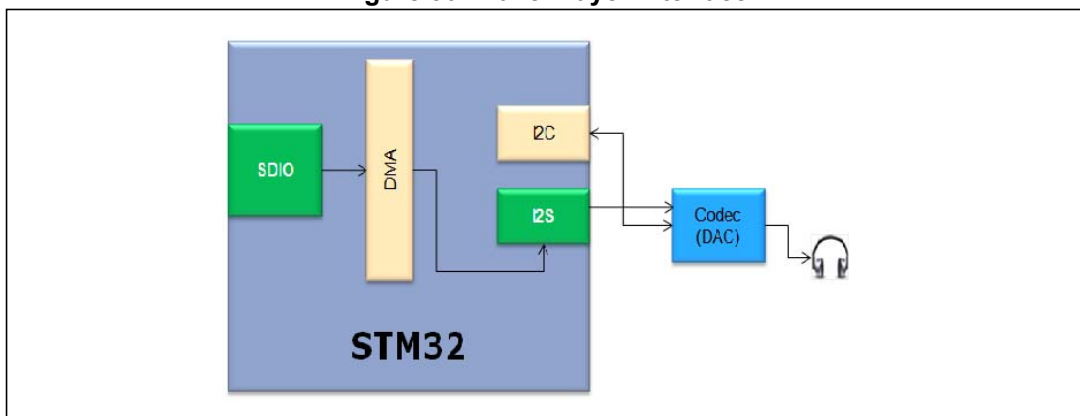 SDIO
DMA
I2C
I2S
Codec
(DAC)
STM32